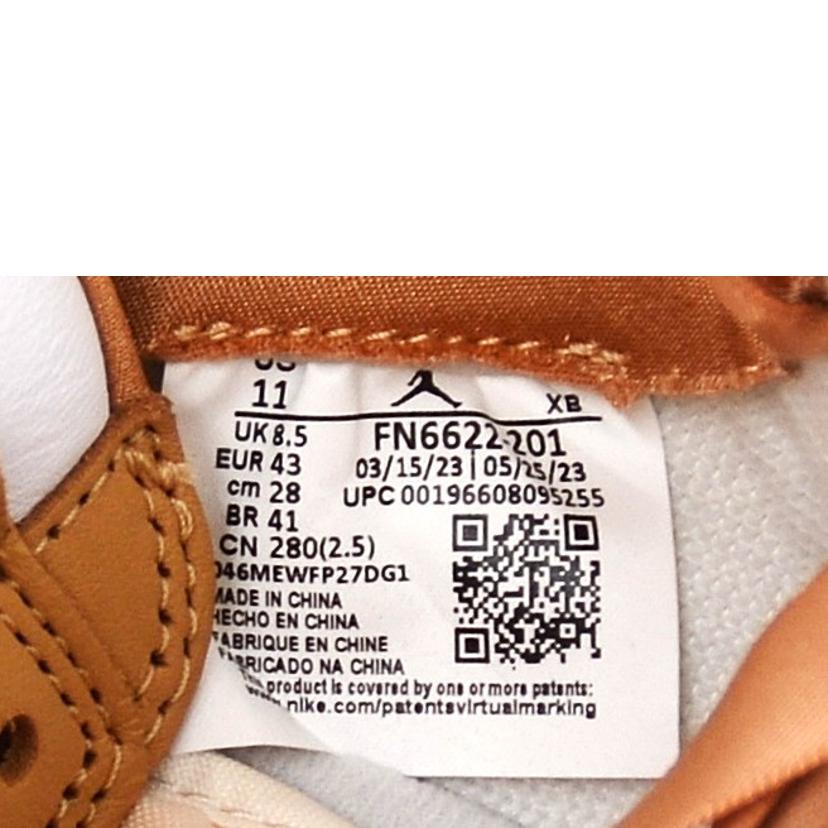 US
11 XB
UK 8.5 FN6622-201
EUR 43 03/15/23 | 05/25/23
cm 28 UPC 00196608095255
BR 41
CN 280(2.5)
046MEWFP27DG1
MADE IN CHINA
HECHO EN CHINA
FABRIQUE EN CHINE
FABRICADO NA CHINA
product is covered by one or more patents:
.nike.com/patentsvirtualmarking